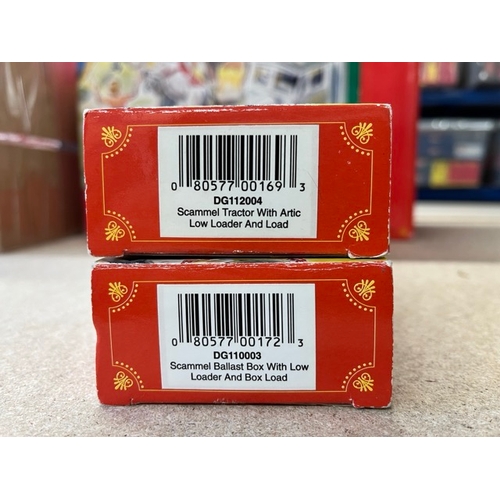 0 80577 00169 3
DG112004
Scammel Tractor With Artic
Low Loader And Load
0 80577 00172 3
DG110003
Scammel Ballast Box With Low
Loader And Box Load